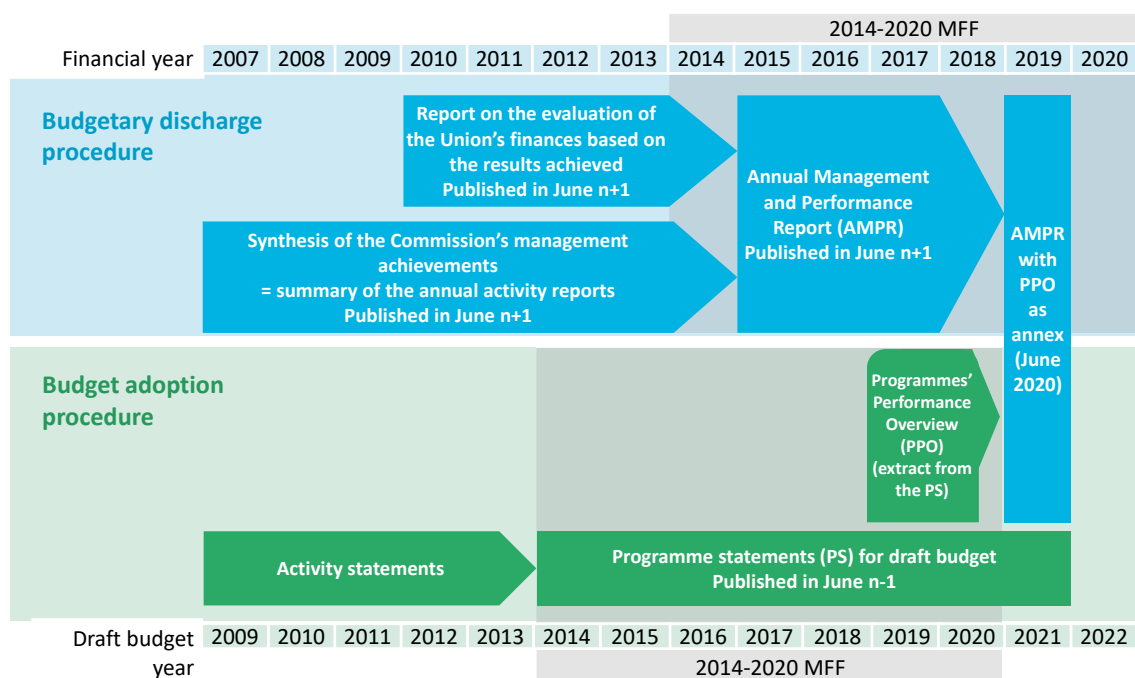 2014-2020 MFF
Financial year 2007 2008 2009 2010 2011 2012 2013 2014 2015 2016 2017 2018 2019 2020
Budgetary discharge
procedure
Report on the evaluation of
the Union's finances based on
the results achieved
Published in June n+1
Synthesis of the Commission's management
achievements
= summary of the annual activity reports
Published in June n+1
Annual Management
and Performance
Report (AMPR)
Published in June n+1
AMPR
with
PPO
as
annex
(June
2020)
Budget adoption
procedure
Programmes'
Performance
Overview
(PPO)
(extract from
the PS)
Activity statements
Programme statements (PS) for draft budget
Published in June n-1
Draft budget
year
2009 2010 2011 2012 2013 2014 2015 2016 2017 2018 2019 2020 2021 2022
2014-2020 MFF